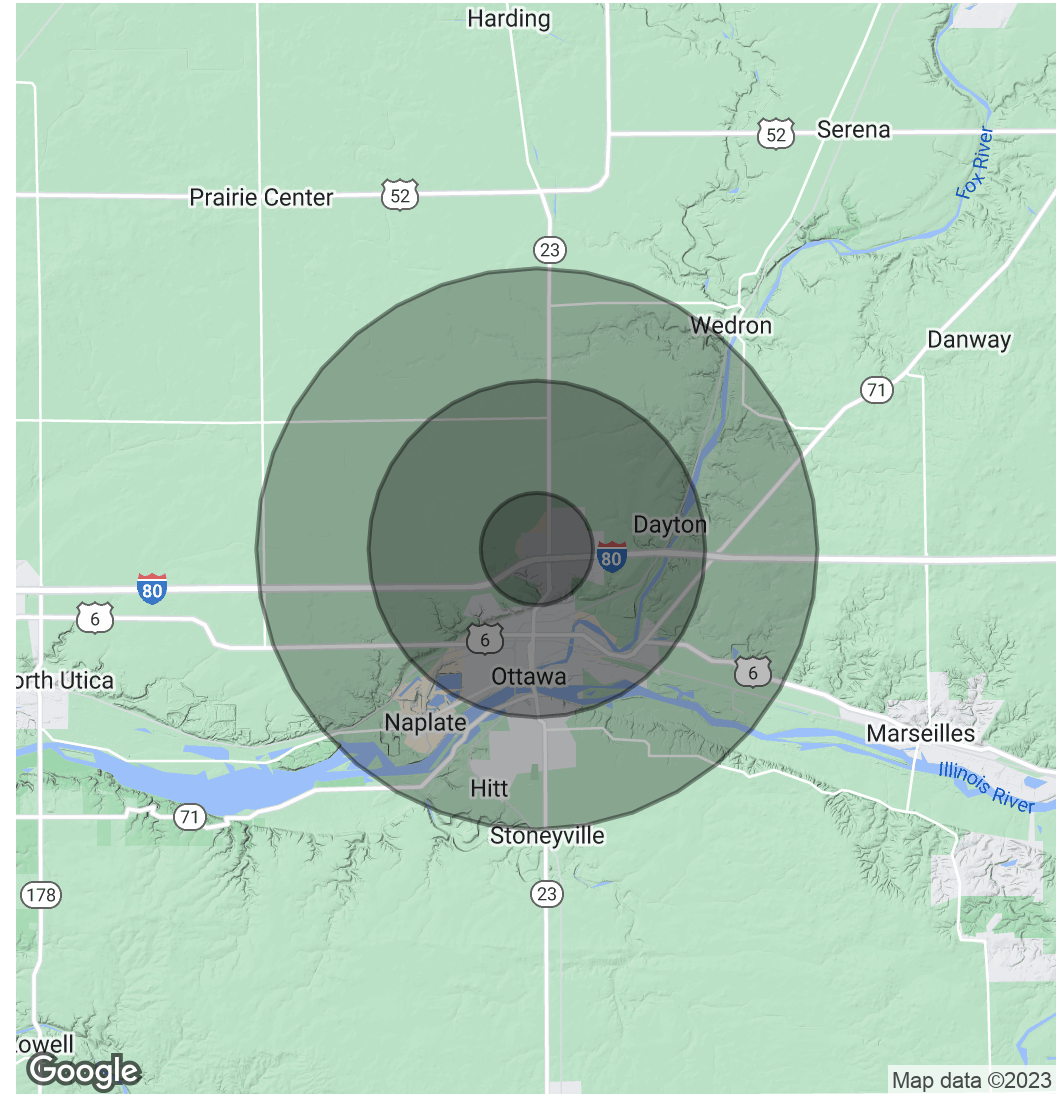 Harding
52
Serena
Fox River
Prairie Center
52
23
Wedron
Danway
71
Dayton
80
80
6
6
Ottawa
6
orth Utica
Naplate
Marseilles
Illinois River
Hitt
71
Stoneyville
178
23
owell
Google
Map data ©2023